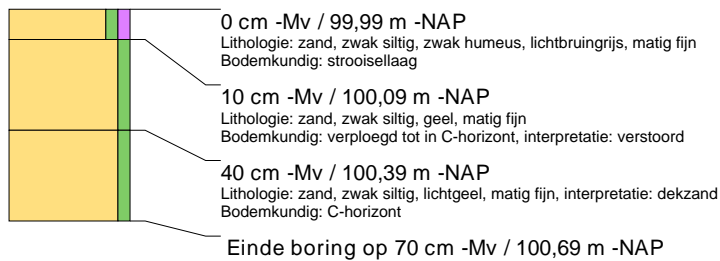 0 cm -Mv / 99,99 m -NAP
Lithologie: zand, zwak siltig, zwak humeus, lichtbruingrijs, matig fijn
Bodemkundig: strooisellaag
10 cm -Mv / 100,09 m -NAP
Lithologie: zand, zwak siltig, geel, matig fijn
Bodemkundig: verploegd tot in C-horizont, interpretatie: verstoord
40 cm -Mv / 100,39 m -NAP
Lithologie: zand, zwak siltig, lichtgeel, matig fijn, interpretatie: dekzand
Bodemkundig: C-horizont
Einde boring op 70 cm -Mv / 100,69 m -NAP